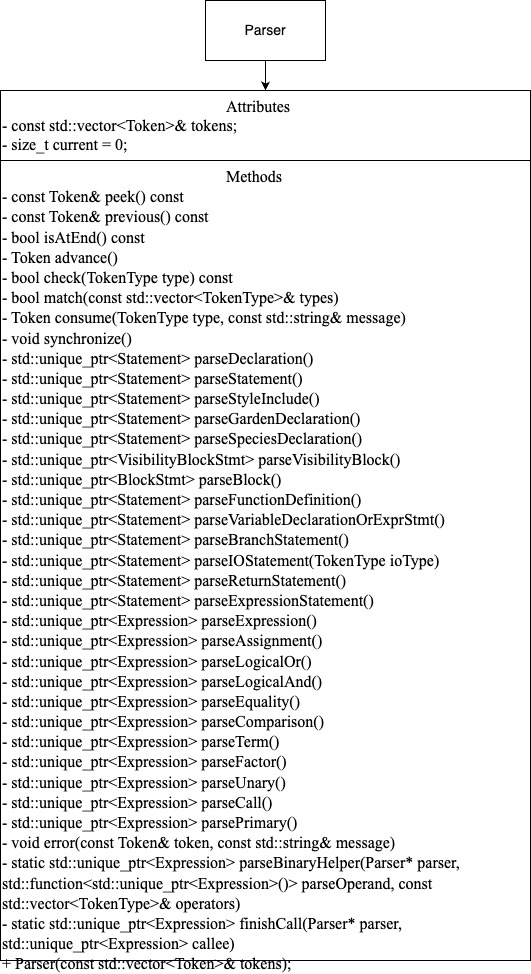 Parser
Attributes
- const std::vector<Token>& tokens;
- size_t current = 0;
Methods
- const Token& peek() const
- const Token& previous() const
- bool isAtEnd() const
- Token advance()
- bool check(TokenType type) const
- bool match(const std::vector<TokenType>& types)
- Token consume(TokenType type, const std::string& message)
- void synchronize()
- std::unique_ptr<Statement> parseDeclaration()
- std::unique_ptr<Statement> parseStatement()
- std::unique_ptr<Statement> parseStyleInclude()
- std::unique_ptr<Statement> parseGardenDeclaration()
- std::unique_ptr<Statement> parseSpeciesDeclaration()
- std::unique_ptr<VisibilityBlockStmt> parseVisibilityBlock()
- std::unique_ptr<BlockStmt> parseBlock()
- std::unique_ptr<Statement> parseFunctionDefinition()
- std::unique_ptr<Statement> parseVariableDeclarationOrExprStmt()
- std::unique_ptr<Statement> parseBranchStatement()
- std::unique_ptr<Statement> parseIOStatement(TokenType ioType)
- std::unique_ptr<Statement> parseReturnStatement()
- std::unique_ptr<Statement> parseExpressionStatement()
- std::unique_ptr<Expression> parseExpression()
- std::unique_ptr<Expression> parseAssignment()
- std::unique_ptr<Expression> parseLogicalOr()
- std::unique_ptr<Expression> parseLogicalAnd()
- std::unique_ptr<Expression> parseEquality()
- std::unique_ptr<Expression> parseComparison()
- std::unique_ptr<Expression> parseTerm()
- std::unique_ptr<Expression> parseFactor()
- std::unique_ptr<Expression> parseUnary()
- std::unique_ptr<Expression> parseCall()
- std::unique_ptr<Expression> parsePrimary()
- void error(const Token& token, const std::string& message)
- static std::unique_ptr<Expression> parseBinaryHelper(Parser* parser,
std::function<std::unique_ptr<Expression>()> parseOperand, const
std::vector<TokenType>& operators)
- static std::unique_ptr<Expression> finishCall(Parser* parser,
std::unique_ptr<Expression> callee)
+ Parser(const std::vector<Token>& tokens);